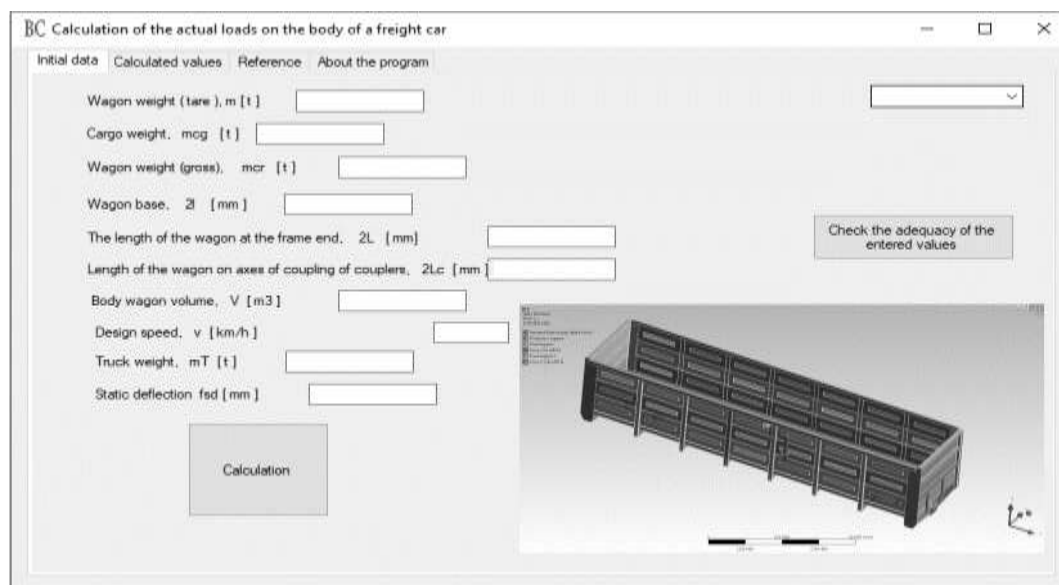 BC Calculation of the actual loads on the body of a freight car
Initial data Calculated values Reference About the program
Wagon weight (tare ), m [t ]
Cargo weight, mcg [t ]
Wagon weight (gross), mcr [t ]
Wagon base, 2l [mm ]
The length of the wagon at the frame end, 2L [mm]
Check the adequacy of the
entered values
Length of the wagon on axes of coupling of couplers, 2Lc [mm ]
Body wagon volume, V [m3 ]
Design speed, v [km/h ]
Truck weight, mT [t ]
Static deflection fsd [mm ]
Calculation